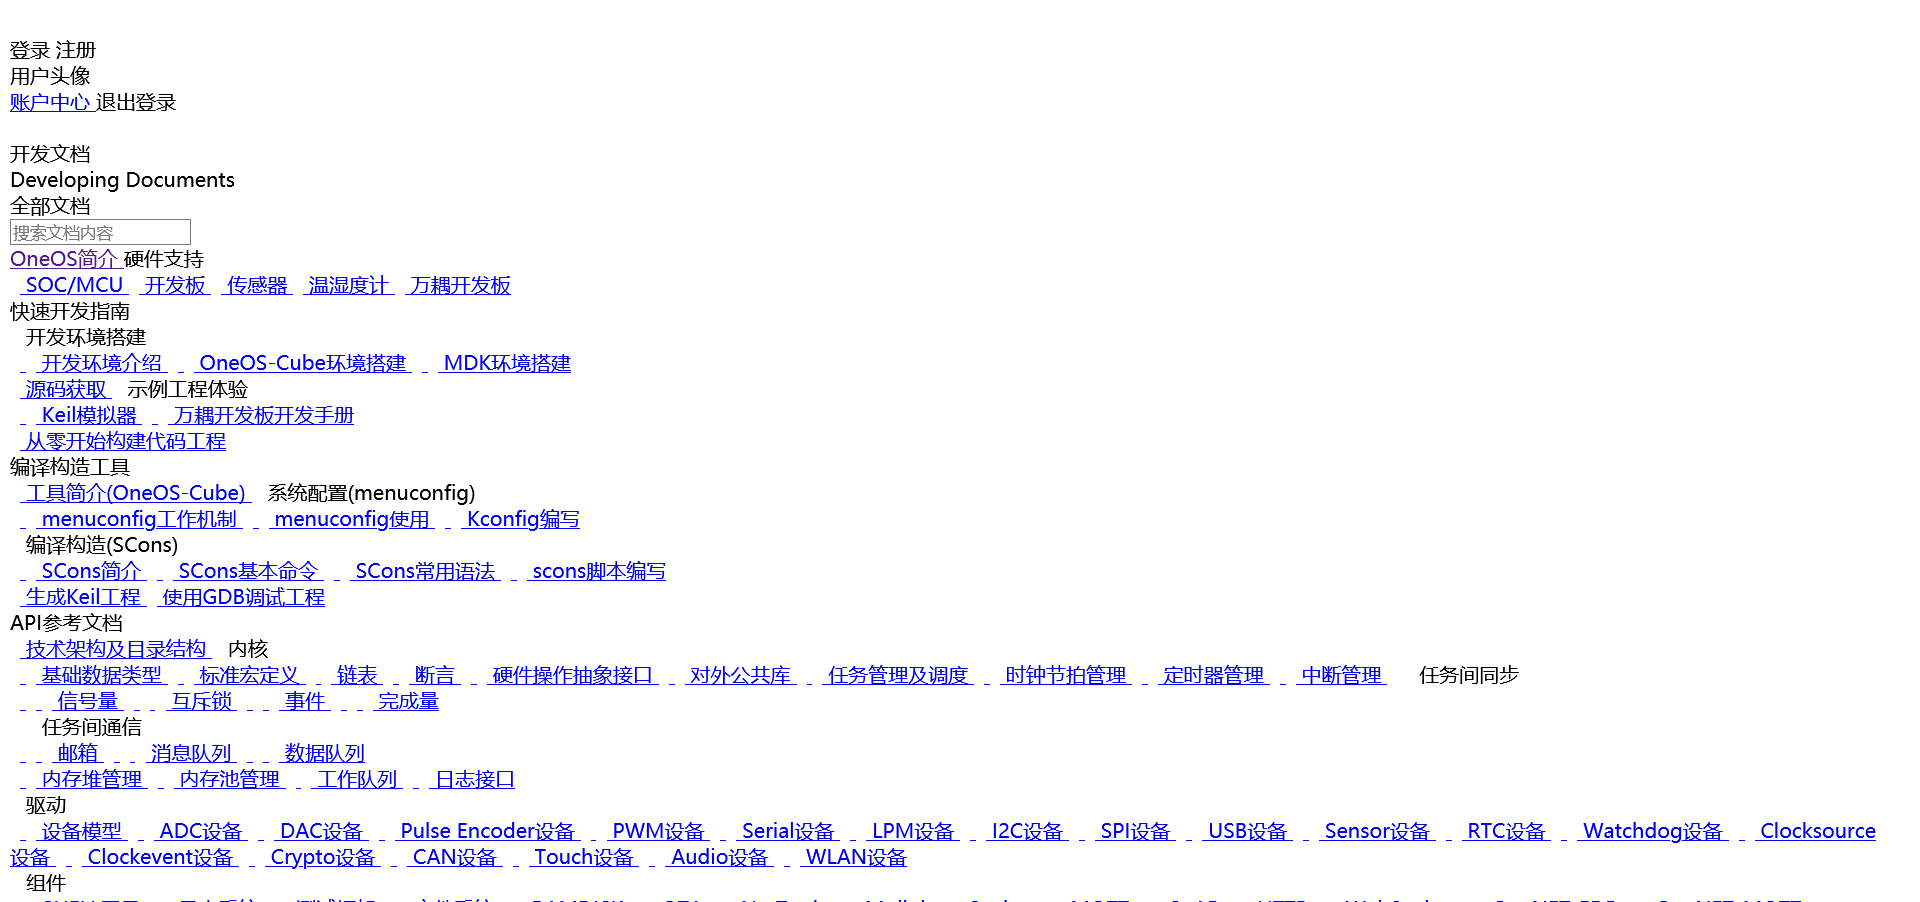 登录 注册
用户头像
账户中心 退出登录
开发文档
Developing Documents
全部文档
搜索文档内容
OneOS简介 硬件支持
SOC/MCU 开发板 传感器 温湿度计 万耦开发板
快速开发指南
开发环境搭建
开发环境介绍 OneOS-Cube环境搭建 MDK环境搭建
源码获取 示例工程体验
Keil模拟器 万耦开发板开发手册
从零开始构建代码工程
编译构造工具
工具简介(OneOS-Cube) 系统配置(menuconfig)
menuconfig工作机制 menuconfig使用 Kconfig编写
编译构造(SCons)
SCons简介 SCons基本命令 SCons常用语法 scons脚本编写
生成Keil工程 使用GDB调试工程
API参考文档
技术架构及目录结构 内核
基础数据类型 标准宏定义 链表 断言 硬件操作抽象接口 对外公共库 任务管理及调度 时钟节拍管理 定时器管理 中断管理 任务间同步
信号量 互斥锁 事件 完成量
任务间通信
邮箱 消息队列 数据队列
内存堆管理 内存池管理 工作队列 日志接口
驱动
设备模型 ADC设备 DAC设备 Pulse Encoder设备 PWM设备 Serial设备 LPM设备 I2C设备 SPI设备 USB设备 Sensor设备 RTC设备 Watchdog设备 Clocksource
设备 Clockevent设备 Crypto设备 CAN设备 Touch设备 Audio设备 WLAN设备
组件